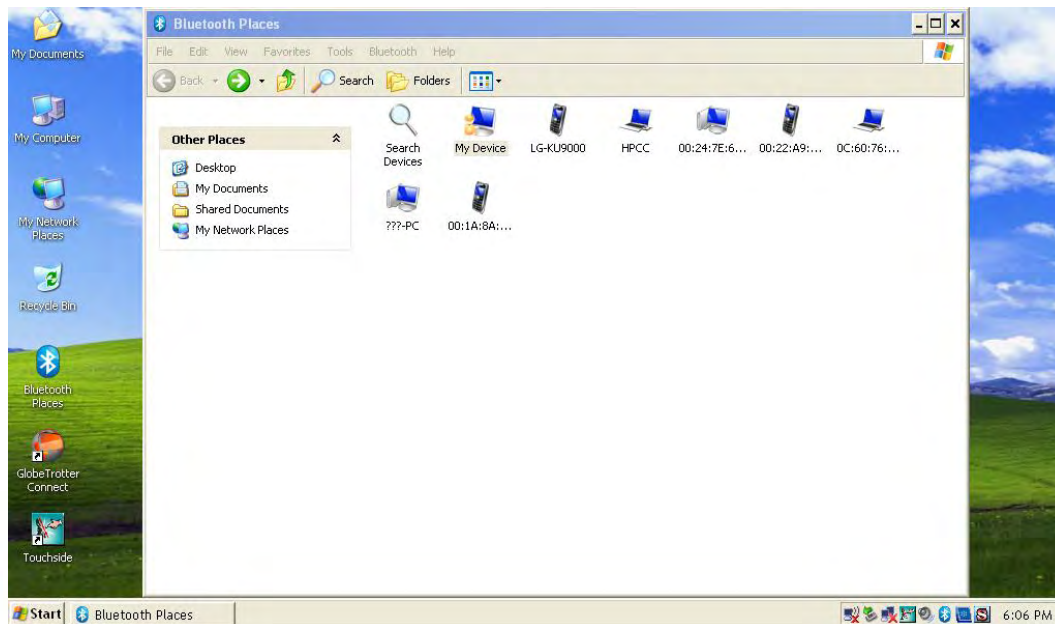 My Documents
My Computer
My Network
Places
Recycle Bin
Bluetooth
Places
GlobeTrotter
Connect
Touchside
Bluetooth Places
File Edit View Favorites Tools Bluetooth Help
Back Search Folders
Other Places
Desktop
My Documents
Shared Documents
My Network Places
Search
Devices
My Device
LG-KU9000
HPCC
00:24:7E:6...
00:22:A9:...
0C:60:76:...
???-PC
00:1A:8A:...
Start Bluetooth Places 6:06 PM